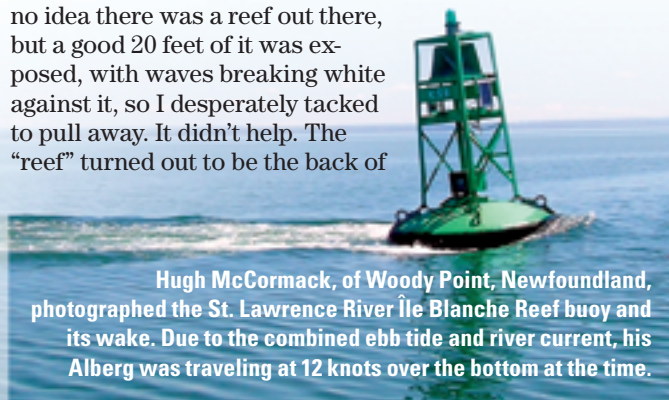 no idea there was a reef out there,
but a good 20 feet of it was ex-
posed, with waves breaking white
against it, so I desperately tacked
to pull away. It didn’t help. The
“reef” turned out to be the back of
Hugh McCormack, of Woody Point, Newfoundland,
photographed the St. Lawrence River Île Blanche Reef buoy and
its wake. Due to the combined ebb tide and river current, his
Alberg was traveling at 12 knots over the bottom at the time.